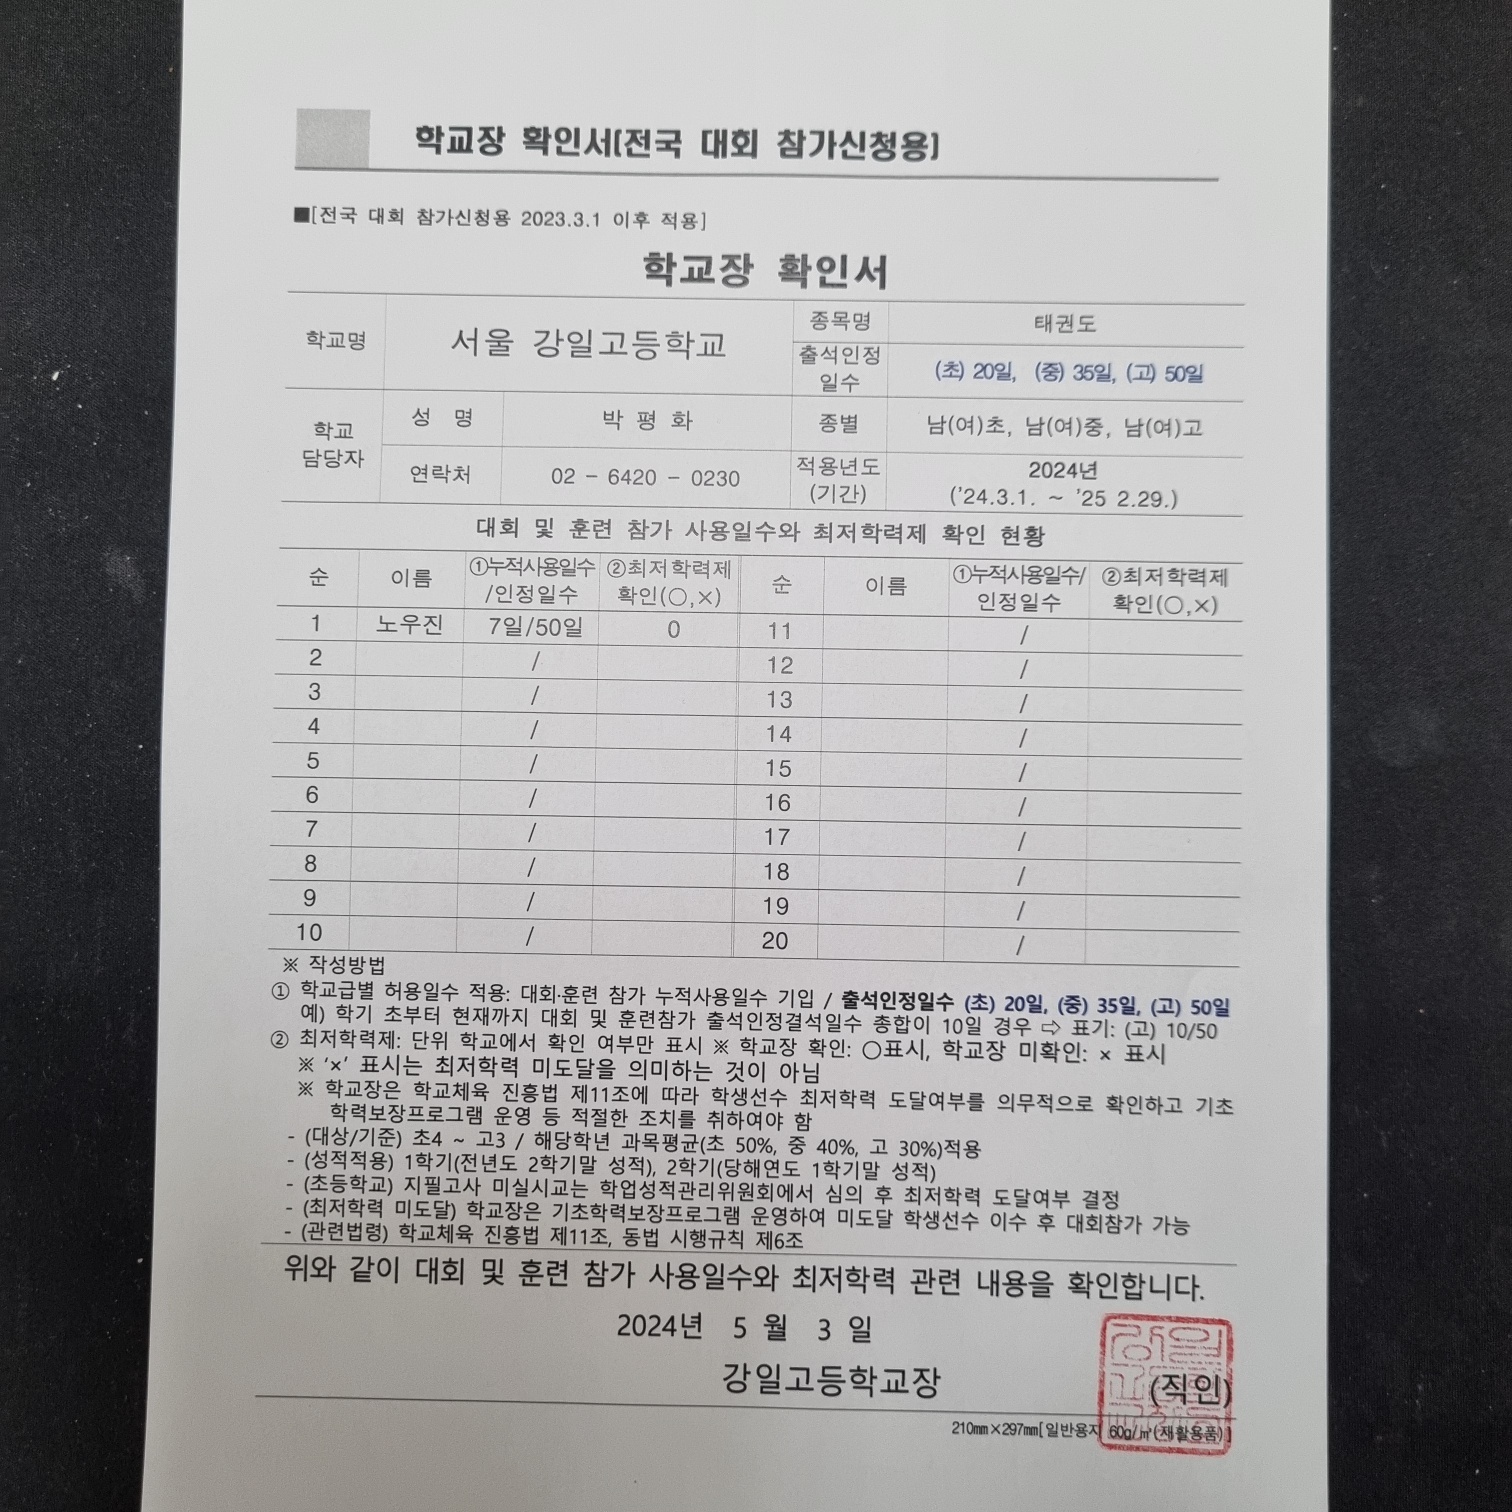 학교장 확인서(전국 대회 참가신청용)
■[전국 대회 참가신청용 2023.3.1 이후 적용]
학교장 확인서
학교명 서울 강일고등학교 종목명 태권도
출석인정 일수 (초) 20일, (중) 35일, (고) 50일
학교 담당자 성 명 박 평 화 종별 남(여)초, 남(여)중, 남(여)고
연락처 02 - 6420 - 0230 적용년도 (기간) 2024년 ('24.3.1. ~ '25 2.29.)
대회 및 훈련 참가 사용일수와 최저학력제 확인 현황
순 이름 ①누적사용일수 /인정일수 ②최저학력제 확인(○,×) 순 이름 ①누적사용일수/ 인정일수 ②최저학력제 확인(○,×)
1 노우진 7일/50일 0 11 /
2 / 12 /
3 / 13 /
4 / 14 /
5 / 15 /
6 / 16 /
7 / 17 /
8 / 18 /
9 / 19 /
10 / 20 /
※ 작성방법
① 학교급별 허용일수 적용: 대회·훈련 참가 누적사용일수 기입 / 출석인정일수 (초) 20일, (중) 35일, (고) 50일
예) 학기 초부터 현재까지 대회 및 훈련참가 출석인정결석일수 총합이 10일 경우 ⇨ 표기: (고) 10/50
② 최저학력제: 단위 학교에서 확인 여부만 표시 ※ 학교장 확인: ○표시, 학교장 미확인: × 표시
※ '×' 표시는 최저학력 미도달을 의미하는 것이 아님
※ 학교장은 학교체육 진흥법 제11조에 따라 학생선수 최저학력 도달여부를 의무적으로 확인하고 기초
학력보장프로그램 운영 등 적절한 조치를 취하여야 함
- (대상/기준) 초4 ~ 고3 / 해당학년 과목평균(초 50%, 중 40%, 고 30%)적용
- (성적적용) 1학기(전년도 2학기말 성적), 2학기(당해연도 1학기말 성적)
- (초등학교) 지필고사 미실시교는 학업성적관리위원회에서 심의 후 최저학력 도달여부 결정
- (최저학력 미도달) 학교장은 기초학력보장프로그램 운영하여 미도달 학생선수 이수 후 대회참가 가능
- (관련법령) 학교체육 진흥법 제11조, 동법 시행규칙 제6조
위와 같이 대회 및 훈련 참가 사용일수와 최저학력 관련 내용을 확인합니다.
2024년 5 월 3 일
강일고등학교장 (직인)
210㎜×297㎜[일반용지 60g/㎡(재활용품)]